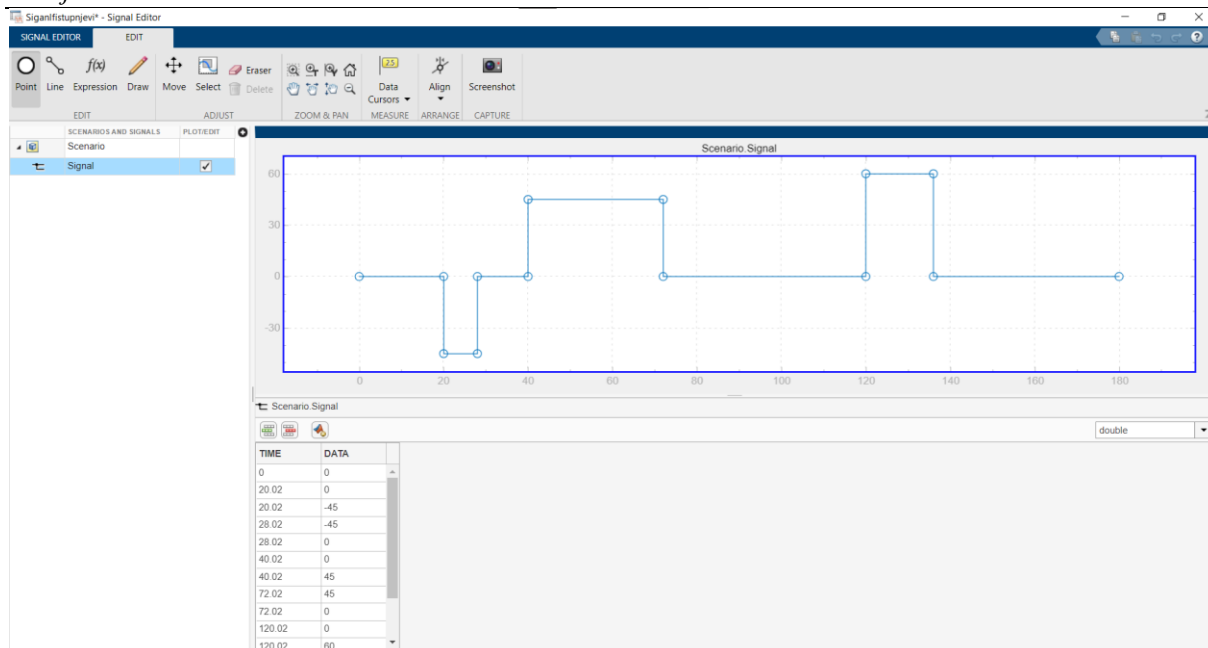 Siganlfistupnjevi* - Signal Editor
SIGNAL EDITOR EDIT
Point Line Expression Draw Move Select Eraser Delete Data Cursors Align Screenshot
f(x)
25
EDIT ADJUST ZOOM & PAN MEASURE ARRANGE CAPTURE
SCENARIOS AND SIGNALS PLOT/EDIT
Scenario
Signal
Scenario.Signal
60
30
0
-30
0 20 40 60 80 100 120 140 160 180
Scenario.Signal
double
TIME DATA
0 0
20.02 0
20.02 -45
28.02 -45
28.02 0
40.02 0
40.02 45
72.02 45
72.02 0
120.02 0
120.02 60